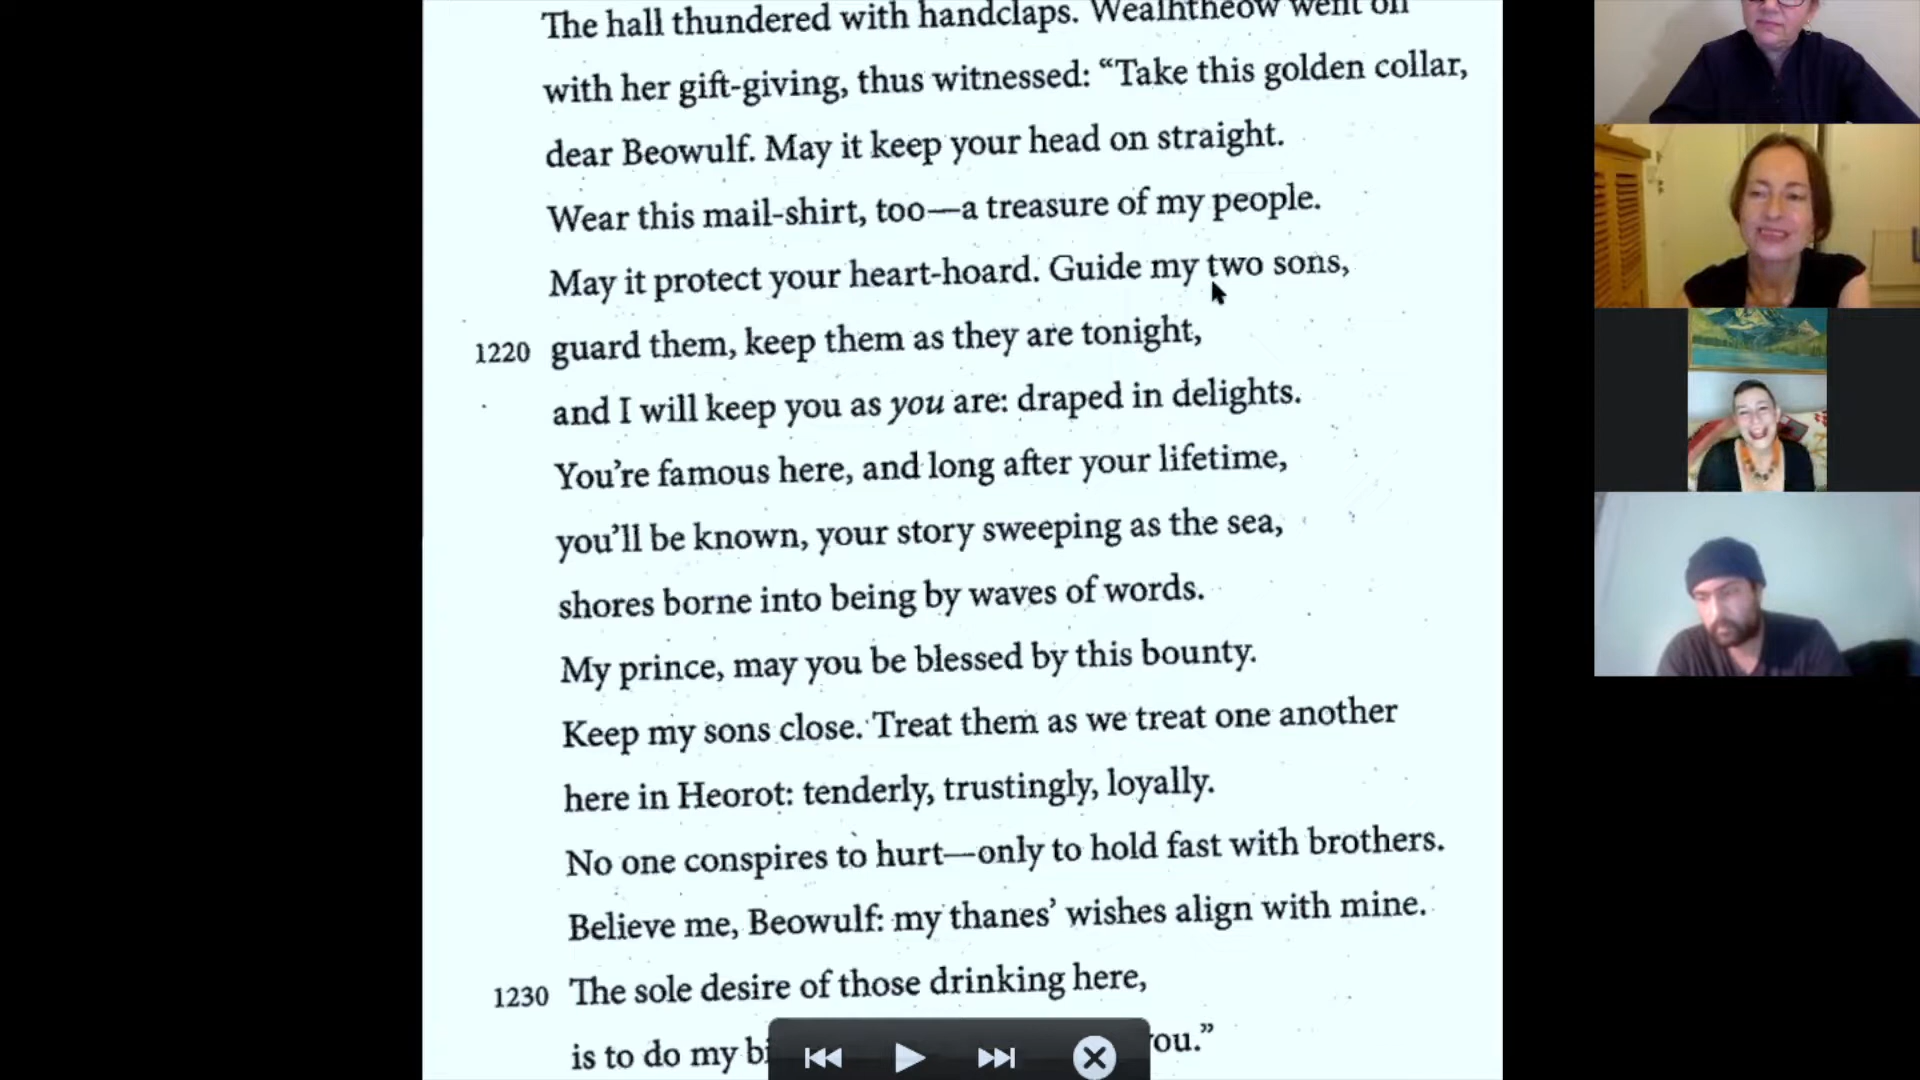 The hall thundered with handclaps. Wealhtheow went on
with her gift-giving, thus witnessed: “Take this golden collar,
dear Beowulf. May it keep your head on straight.
Wear this mail-shirt, too—a treasure of my people.
May it protect your heart-hoard. Guide my two sons,
1220 guard them, keep them as they are tonight,
and I will keep you as you are: draped in delights.
You’re famous here, and long after your lifetime,
you’ll be known, your story sweeping as the sea,
shores borne into being by waves of words.
My prince, may you be blessed by this bounty.
Keep my sons close. Treat them as we treat one another
here in Heorot: tenderly, trustingly, loyally.
No one conspires to hurt—only to hold fast with brothers.
Believe me, Beowulf: my thanes’ wishes align with mine.
1230 The sole desire of those drinking here,
is to do my